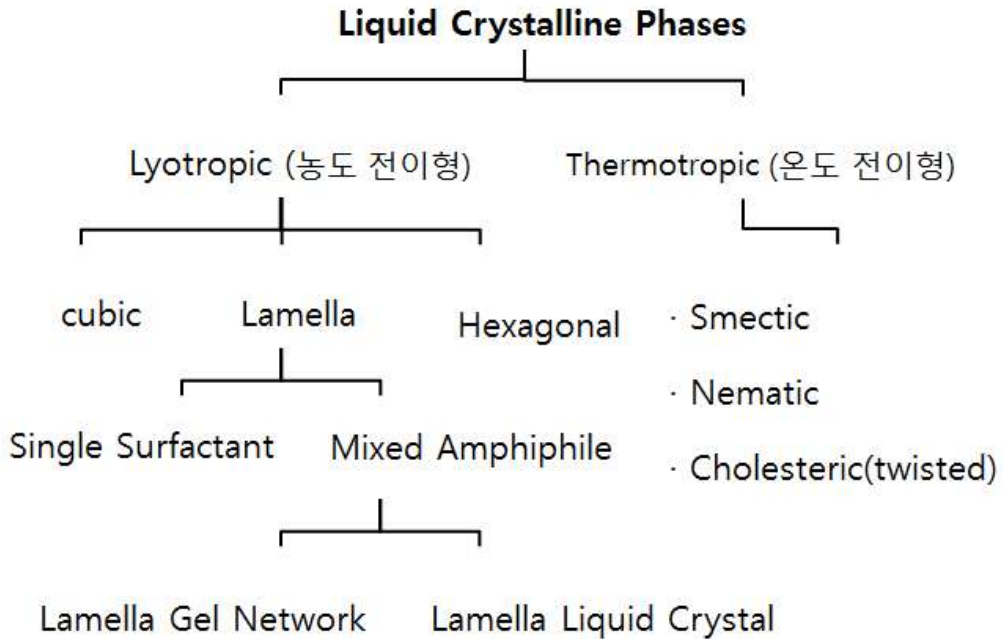 Liquid Crystalline Phases
Lyotropic (농도 전이형)
Thermotropic (온도 전이형)
cubic
Lamella
Hexagonal
· Smectic
· Nematic
· Cholesteric(twisted)
Single Surfactant
Mixed Amphiphile
Lamella Gel Network
Lamella Liquid Crystal